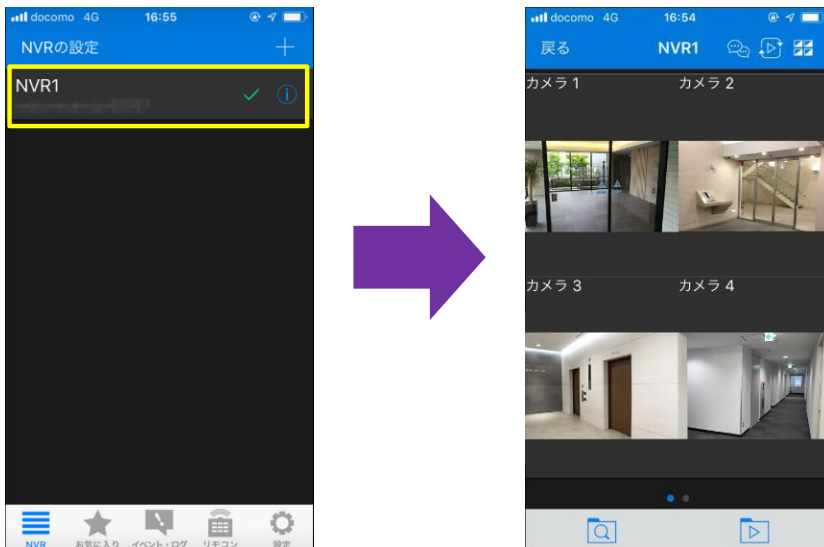 docomo 4G 16:55
NVRの設定
NVR1
NVR お気に入り イベント・ログ リモコン 設定
docomo 4G 16:54
戻る NVR1
カメラ 1 カメラ 2
カメラ 3 カメラ 4